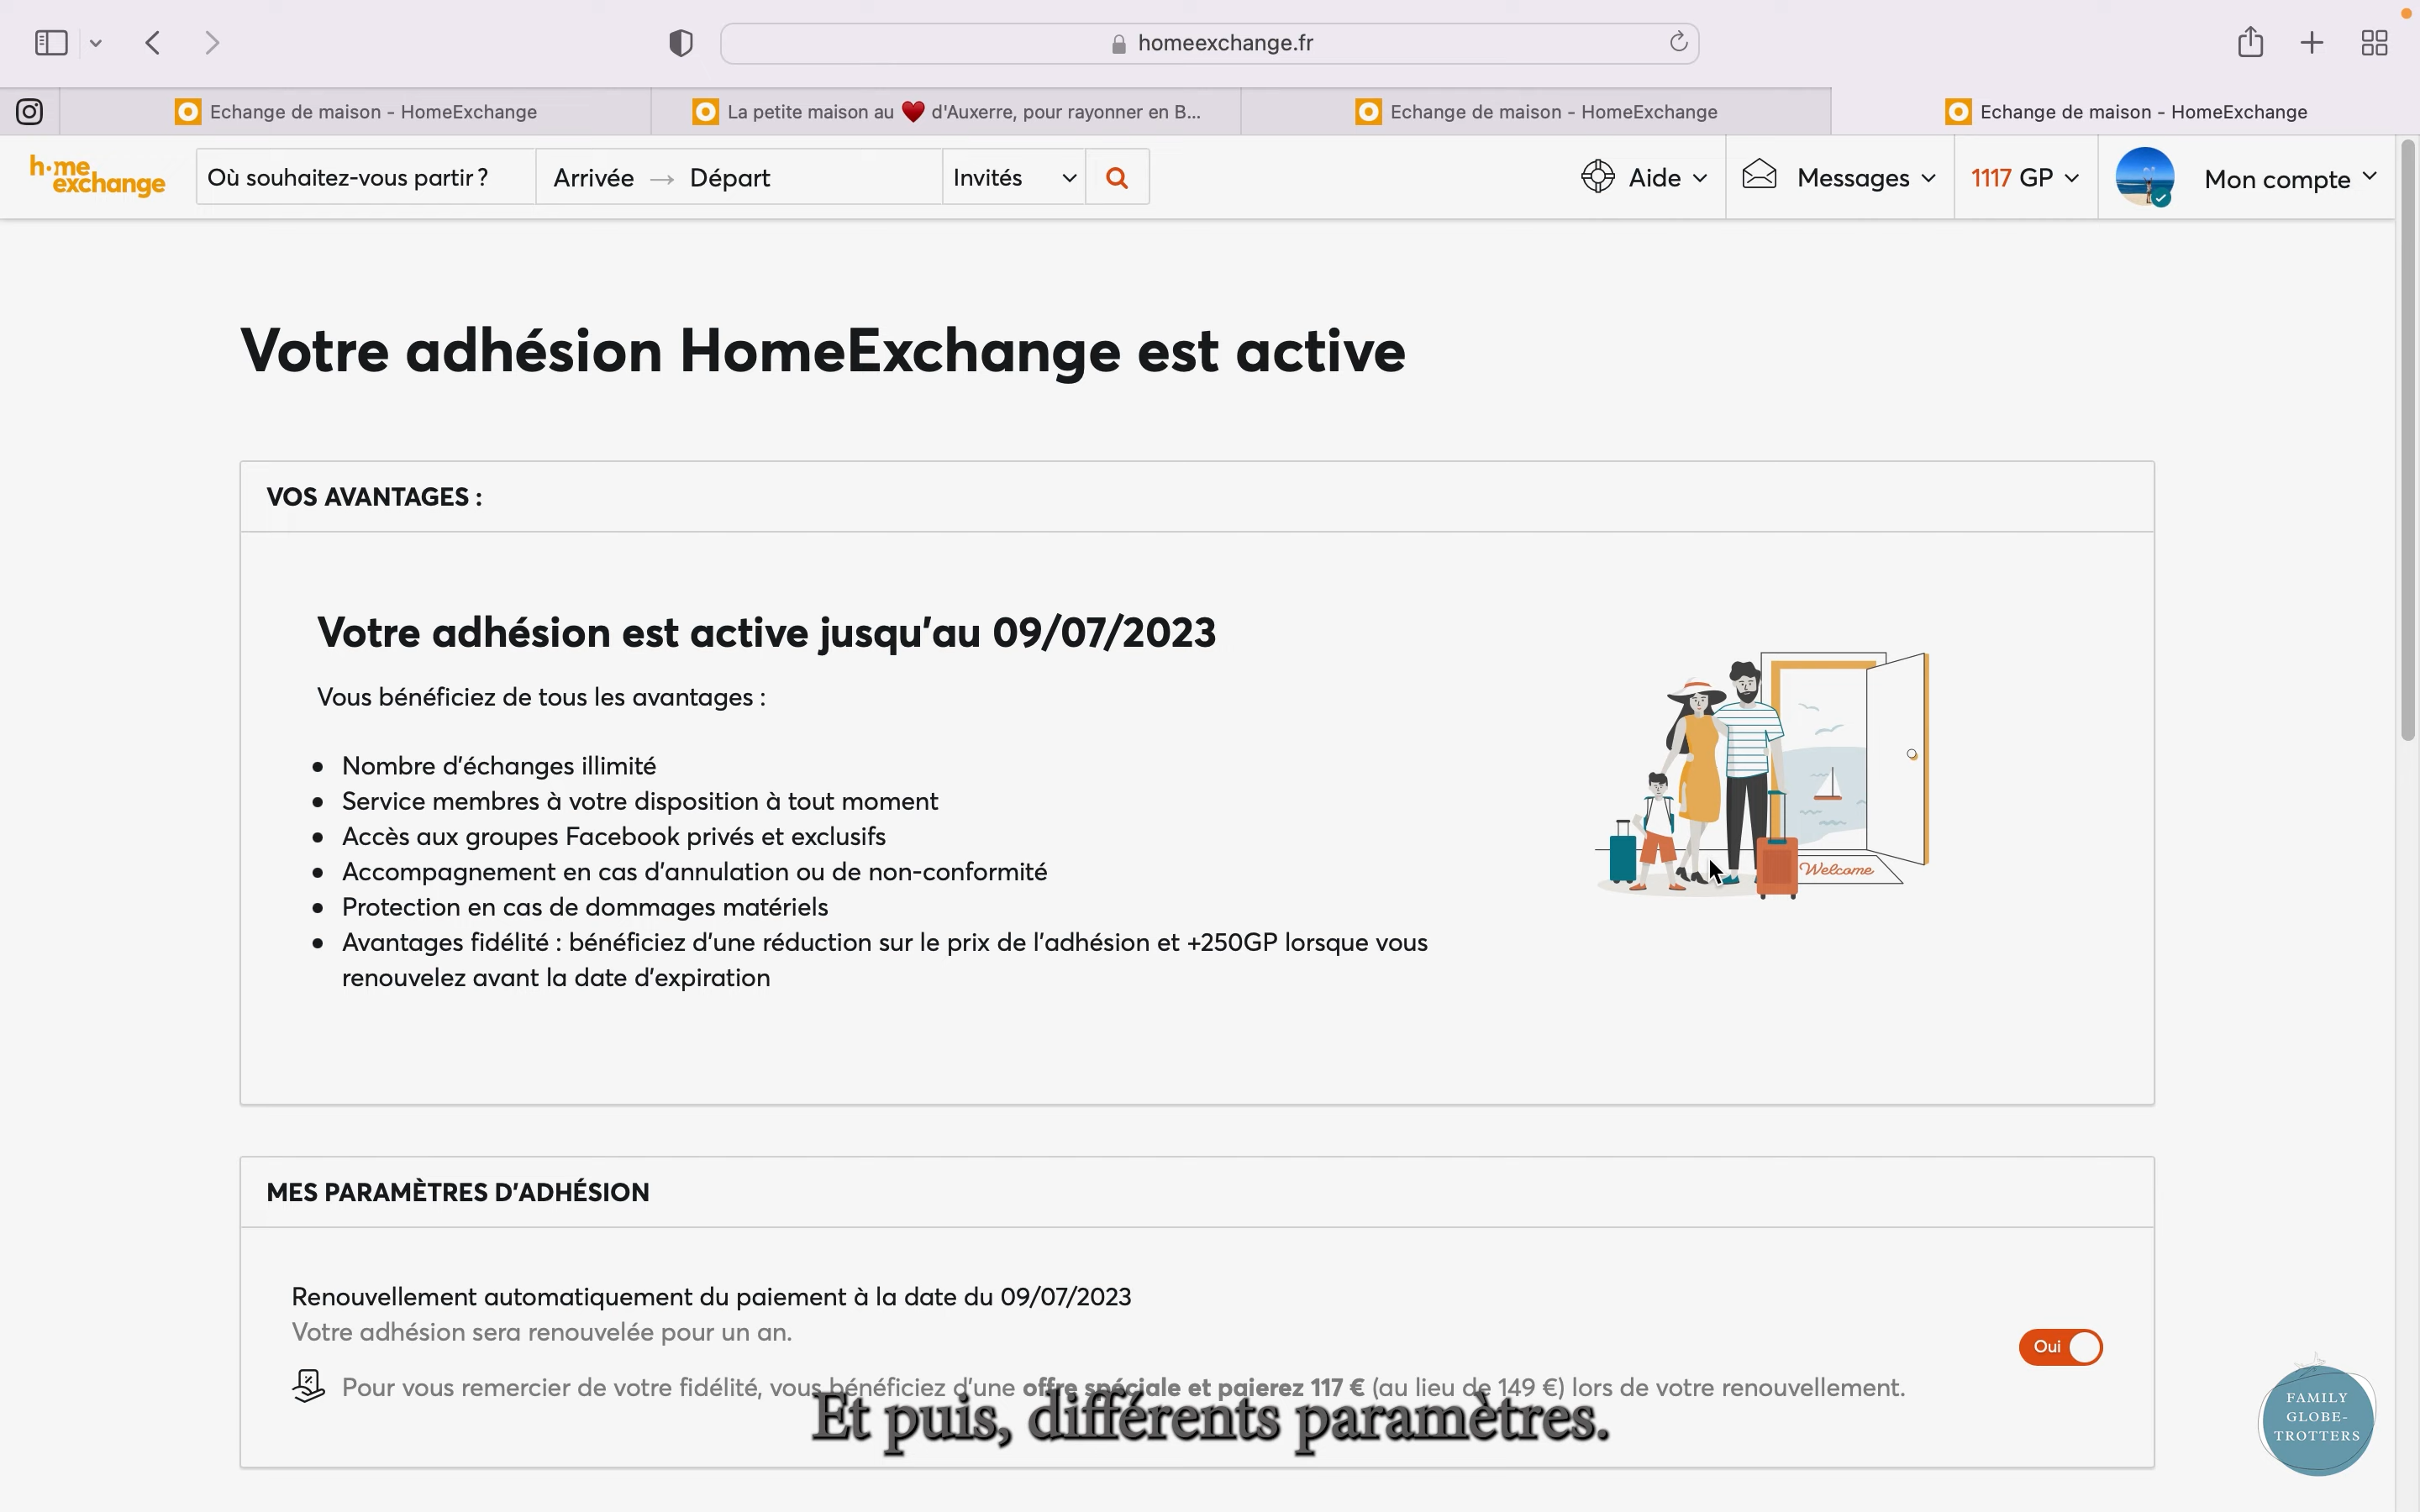 homeexchange.fr
Echange de maison - HomeExchange
La petite maison au ♥ d'Auxerre, pour rayonner en B...
Echange de maison - HomeExchange
Echange de maison - HomeExchange
h·me
exchange
Où souhaitez-vous partir ?
Arrivée → Départ
Invités
Aide
Messages
1117 GP
Mon compte
Votre adhésion HomeExchange est active
VOS AVANTAGES :
Votre adhésion est active jusqu'au 09/07/2023
Vous bénéficiez de tous les avantages :
• Nombre d'échanges illimité
• Service membres à votre disposition à tout moment
• Accès aux groupes Facebook privés et exclusifs
• Accompagnement en cas d'annulation ou de non-conformité
• Protection en cas de dommages matériels
• Avantages fidélité : bénéficiez d'une réduction sur le prix de l'adhésion et +250GP lorsque vous
renouvelez avant la date d'expiration
Welcome
MES PARAMÈTRES D'ADHÉSION
Renouvellement automatiquement du paiement à la date du 09/07/2023
Votre adhésion sera renouvelée pour un an.
Oui
Pour vous remercier de votre fidélité, vous bénéficiez d'une offre spéciale et paierez 117 € (au lieu de 149 €) lors de votre renouvellement.
Et puis, différents paramètres.
FAMILY
GLOBE-
TROTTERS